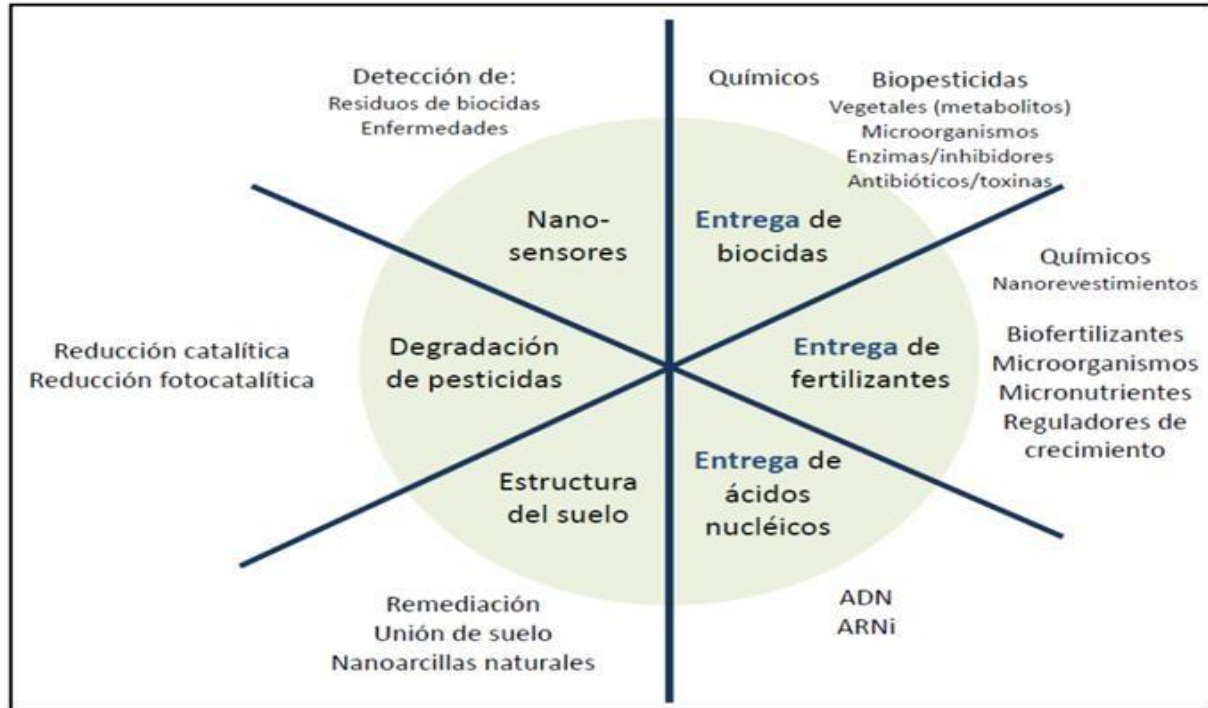 Detección de:
Residuos de biocidas
Enfermedades
Químicos
Biopesticidas
Vegetales (metabolitos)
Microorganismos
Enzimas/inhibidores
Antibióticos/toxinas
Nano-
sensores
Entrega de
biocidas
Químicos
Nanorevestimientos
Biofertilizantes
Microorganismos
Micronutrientes
Reguladores de
crecimiento
Reducción catalítica
Reducción fotocatalítica
Degradación
de pesticidas
Entrega de
fertilizantes
Estructura
del suelo
Entrega de
ácidos
nucléicos
Remediación
Unión de suelo
Nanoarcillas naturales
ADN
ARNi